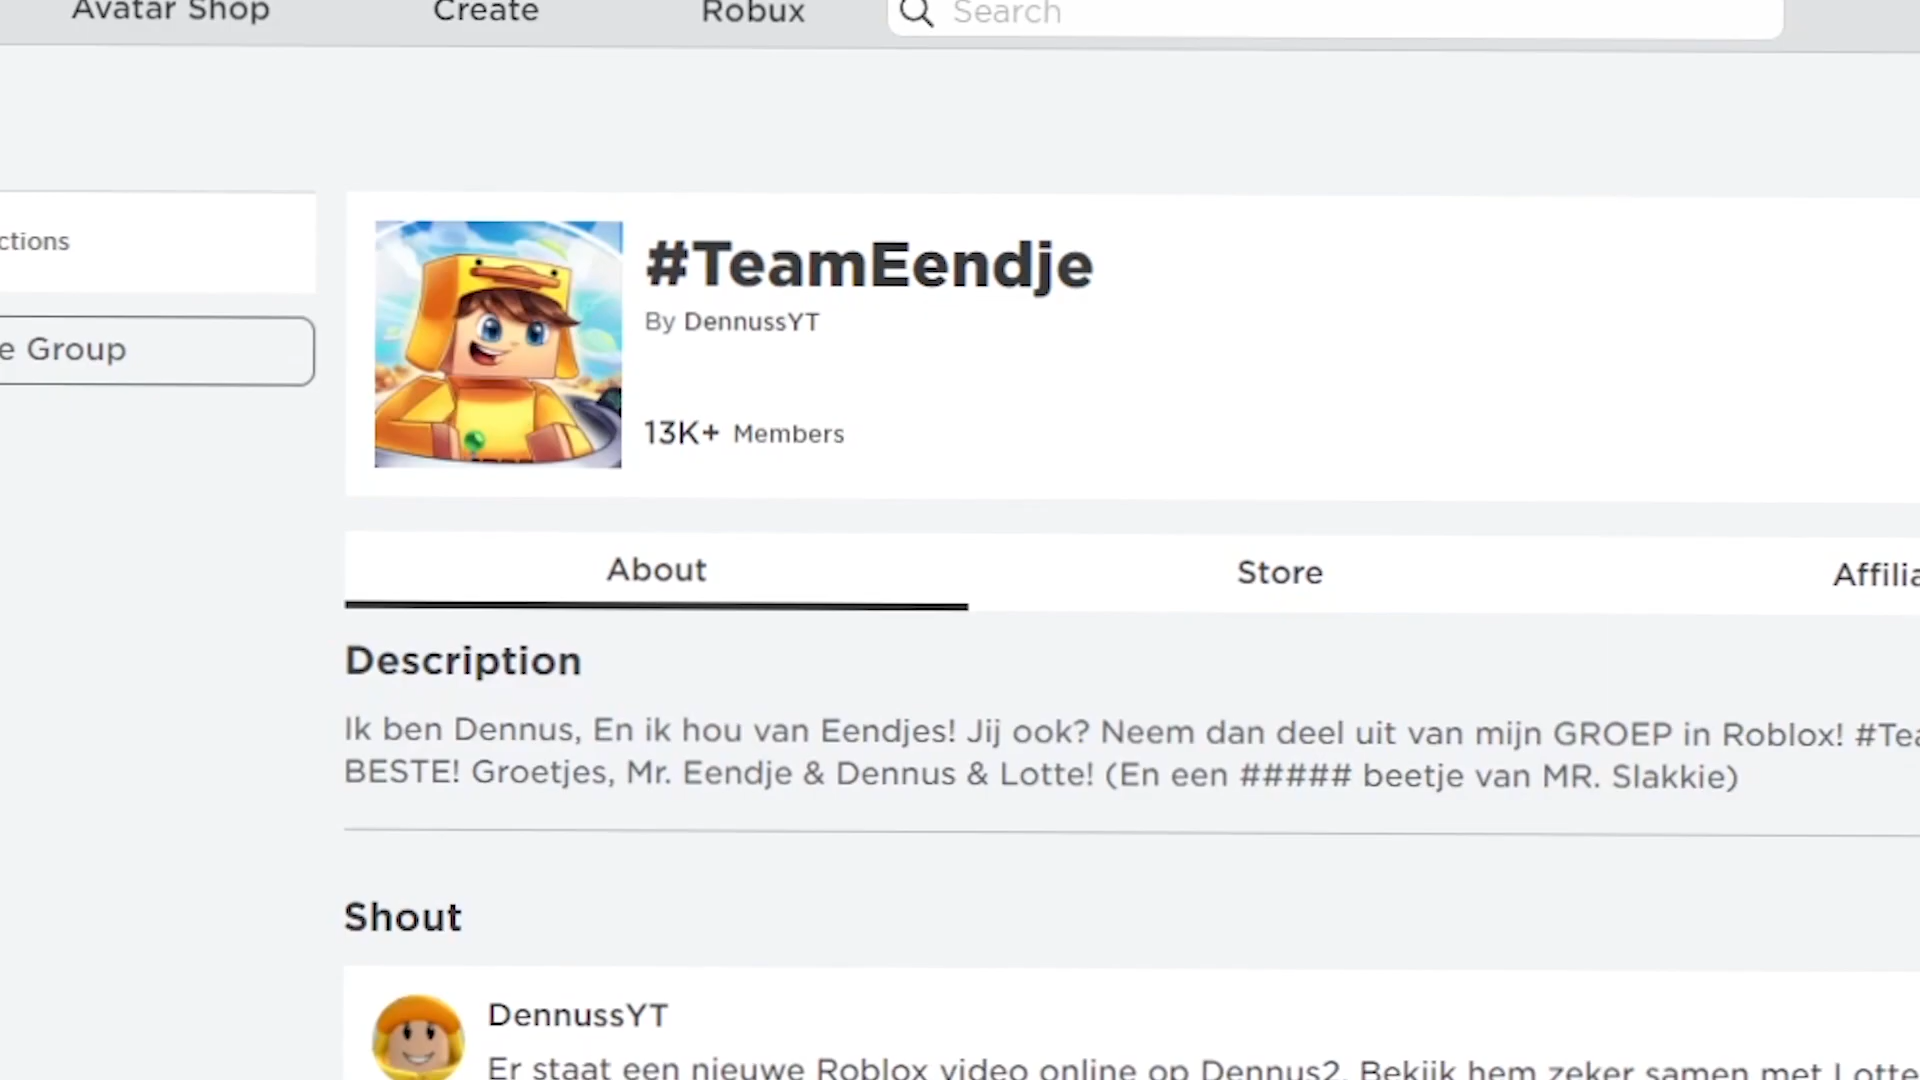 Avatar Shop Create Robux Search
ctions
e Group
#TeamEendje
By DennussYT
13K+ Members
About Store Affilia
Description
Ik ben Dennus, En ik hou van Eendjes! Jij ook? Neem dan deel uit van mijn GROEP in Roblox! #Tea
BESTE! Groetjes, Mr. Eendje & Dennus & Lotte! (En een ##### beetje van MR. Slakkie)
Shout
DennussYT
Er staat een nieuwe Roblox video online op Dennus2. Bekijk hem zeker samen met Lotte